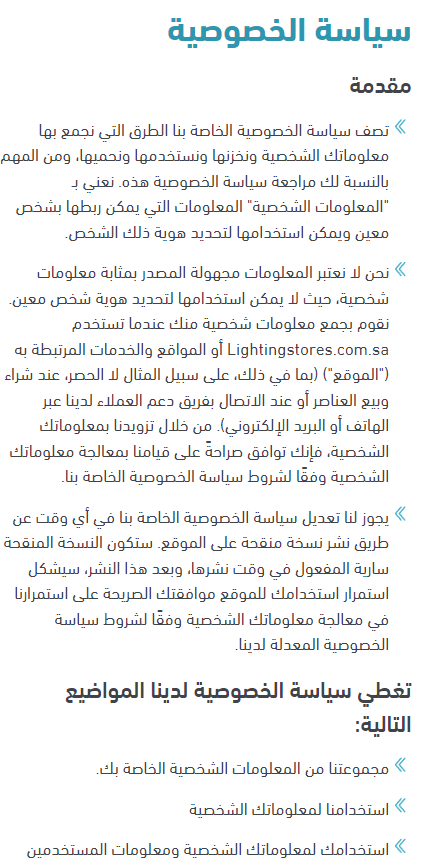 سياسة الخصوصية
مقدمة
تصف سياسة الخصوصية الخاصة بنا الطرق التي نجمع بها
معلوماتك الشخصية ونخزنها ونستخدمها ونحميها، ومن المهم
بالنسبة لك مراجعة سياسة الخصوصية هذه. نعني بـ
"المعلومات الشخصية" المعلومات التي يمكن ربطها بشخص
معين ويمكن استخدامها لتحديد هوية ذلك الشخص.
نحن لا نعتبر المعلومات مجهولة المصدر بمثابة معلومات
شخصية، حيث لا يمكن استخدامها لتحديد هوية شخص معين.
نقوم بجمع معلومات شخصية منك عندما تستخدم
Lightingstores.com.sa أو المواقع والخدمات المرتبطة به
("الموقع") (بما في ذلك، على سبيل المثال لا الحصر، عند شراء
وبيع العناصر أو عند الاتصال بفريق دعم العملاء لدينا عبر
الهاتف أو البريد الإلكتروني). من خلال تزويدنا بمعلوماتك
الشخصية، فإنك توافق صراحةً على قيامنا بمعالجة معلوماتك
الشخصية وفقًا لشروط سياسة الخصوصية الخاصة بنا.
يجوز لنا تعديل سياسة الخصوصية الخاصة بنا في أي وقت عن
طريق نشر نسخة منقحة على الموقع. ستكون النسخة المنقحة
سارية المفعول في وقت نشرها، وبعد هذا النشر، سيشكل
استمرار استخدامك للموقع موافقتك الصريحة على استمرارنا
في معالجة معلوماتك الشخصية وفقًا لشروط سياسة
الخصوصية المعدلة لدينا.
تغطي سياسة الخصوصية لدينا المواضيع
التالية:
مجموعتنا من المعلومات الشخصية الخاصة بك.
استخدامنا لمعلوماتك الشخصية
استخدامك لمعلوماتك الشخصية ومعلومات المستخدمين